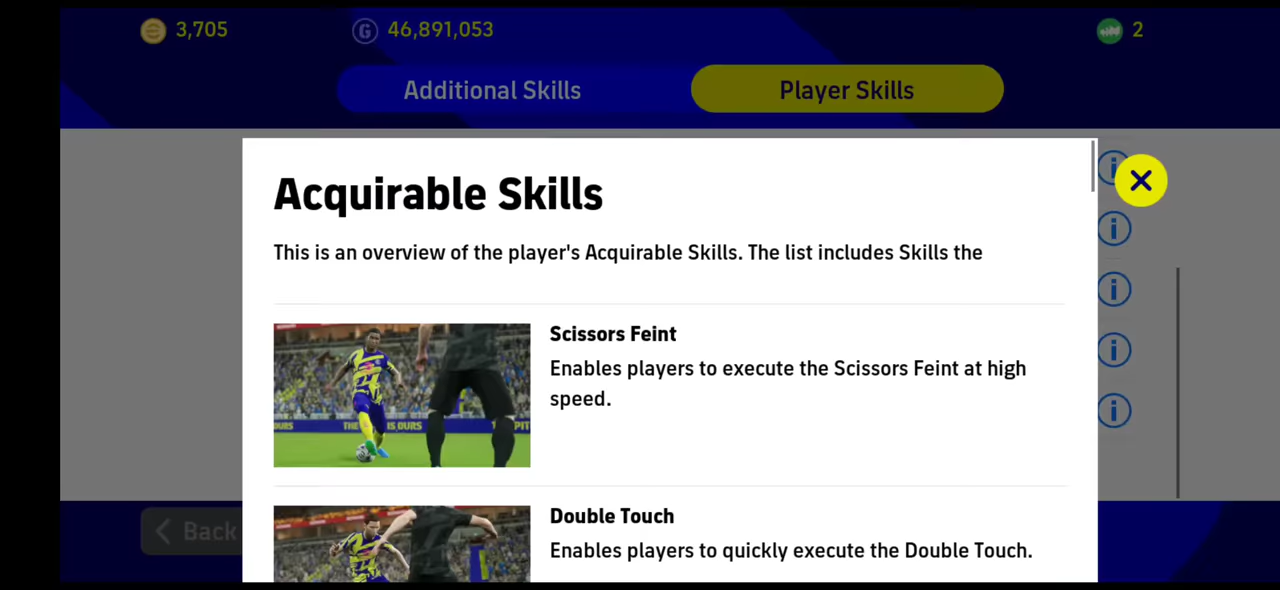 3,705
46,891,053
2
Additional Skills
Player Skills
Acquirable Skills
This is an overview of the player's Acquirable Skills. The list includes Skills the
Scissors Feint
Enables players to execute the Scissors Feint at high
speed.
Double Touch
Enables players to quickly execute the Double Touch.
Back